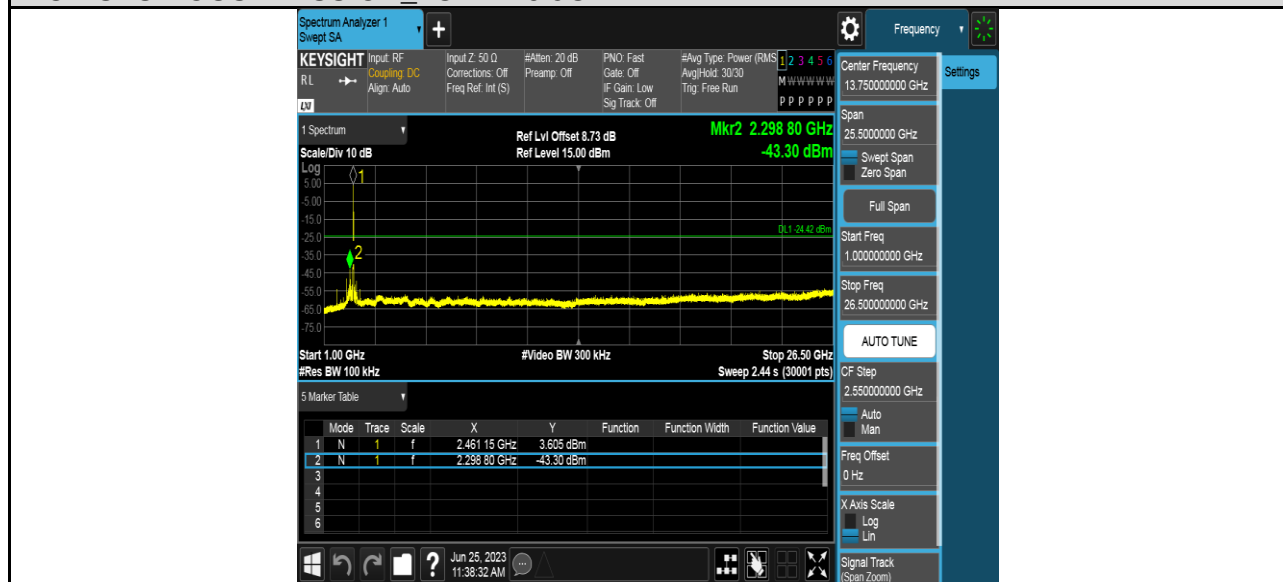 Spectrum Analyzer 1
Swept SA
+
Frequency
KEYSIGHT
RL
LXI
Input: RF
Coupling: DC
Align: Auto
Input Z: 50 Ω
Corrections: Off
Freq Ref: Int (S)
#Atten: 20 dB
Preamp: Off
PNO: Fast
Gate: Off
IF Gain: Low
Sig Track: Off
#Avg Type: Power (RMS
Avg|Hold: 30/30
Trig: Free Run
1 2 3 4 5 6
M W W W W W
P P P P P P
Center Frequency
13.750000000 GHz
Settings
Span
25.5000000 GHz
Swept Span
Zero Span
Full Span
Start Freq
1.000000000 GHz
Stop Freq
26.500000000 GHz
AUTO TUNE
CF Step
2.550000000 GHz
Auto
Man
Freq Offset
0 Hz
X Axis Scale
Log
Lin
Signal Track
(Span Zoom)
1 Spectrum
Scale/Div 10 dB
Ref Lvl Offset 8.73 dB
Ref Level 15.00 dBm
Mkr2 2.298 80 GHz
-43.30 dBm
Log
5.00
-5.00
-15.0
-25.0
-35.0
-45.0
-55.0
-65.0
-75.0
1
2
DL1 -24.42 dBm
Start 1.00 GHz
#Video BW 300 kHz
Stop 26.50 GHz
#Res BW 100 kHz
Sweep 2.44 s (30001 pts)
5 Marker Table
Mode Trace Scale X Y Function Function Width Function Value
1 N 1 f 2.461 15 GHz 3.605 dBm
2 N 1 f 2.298 80 GHz -43.30 dBm
3
4
5
6
?
Jun 25, 2023
11:38:32 AM